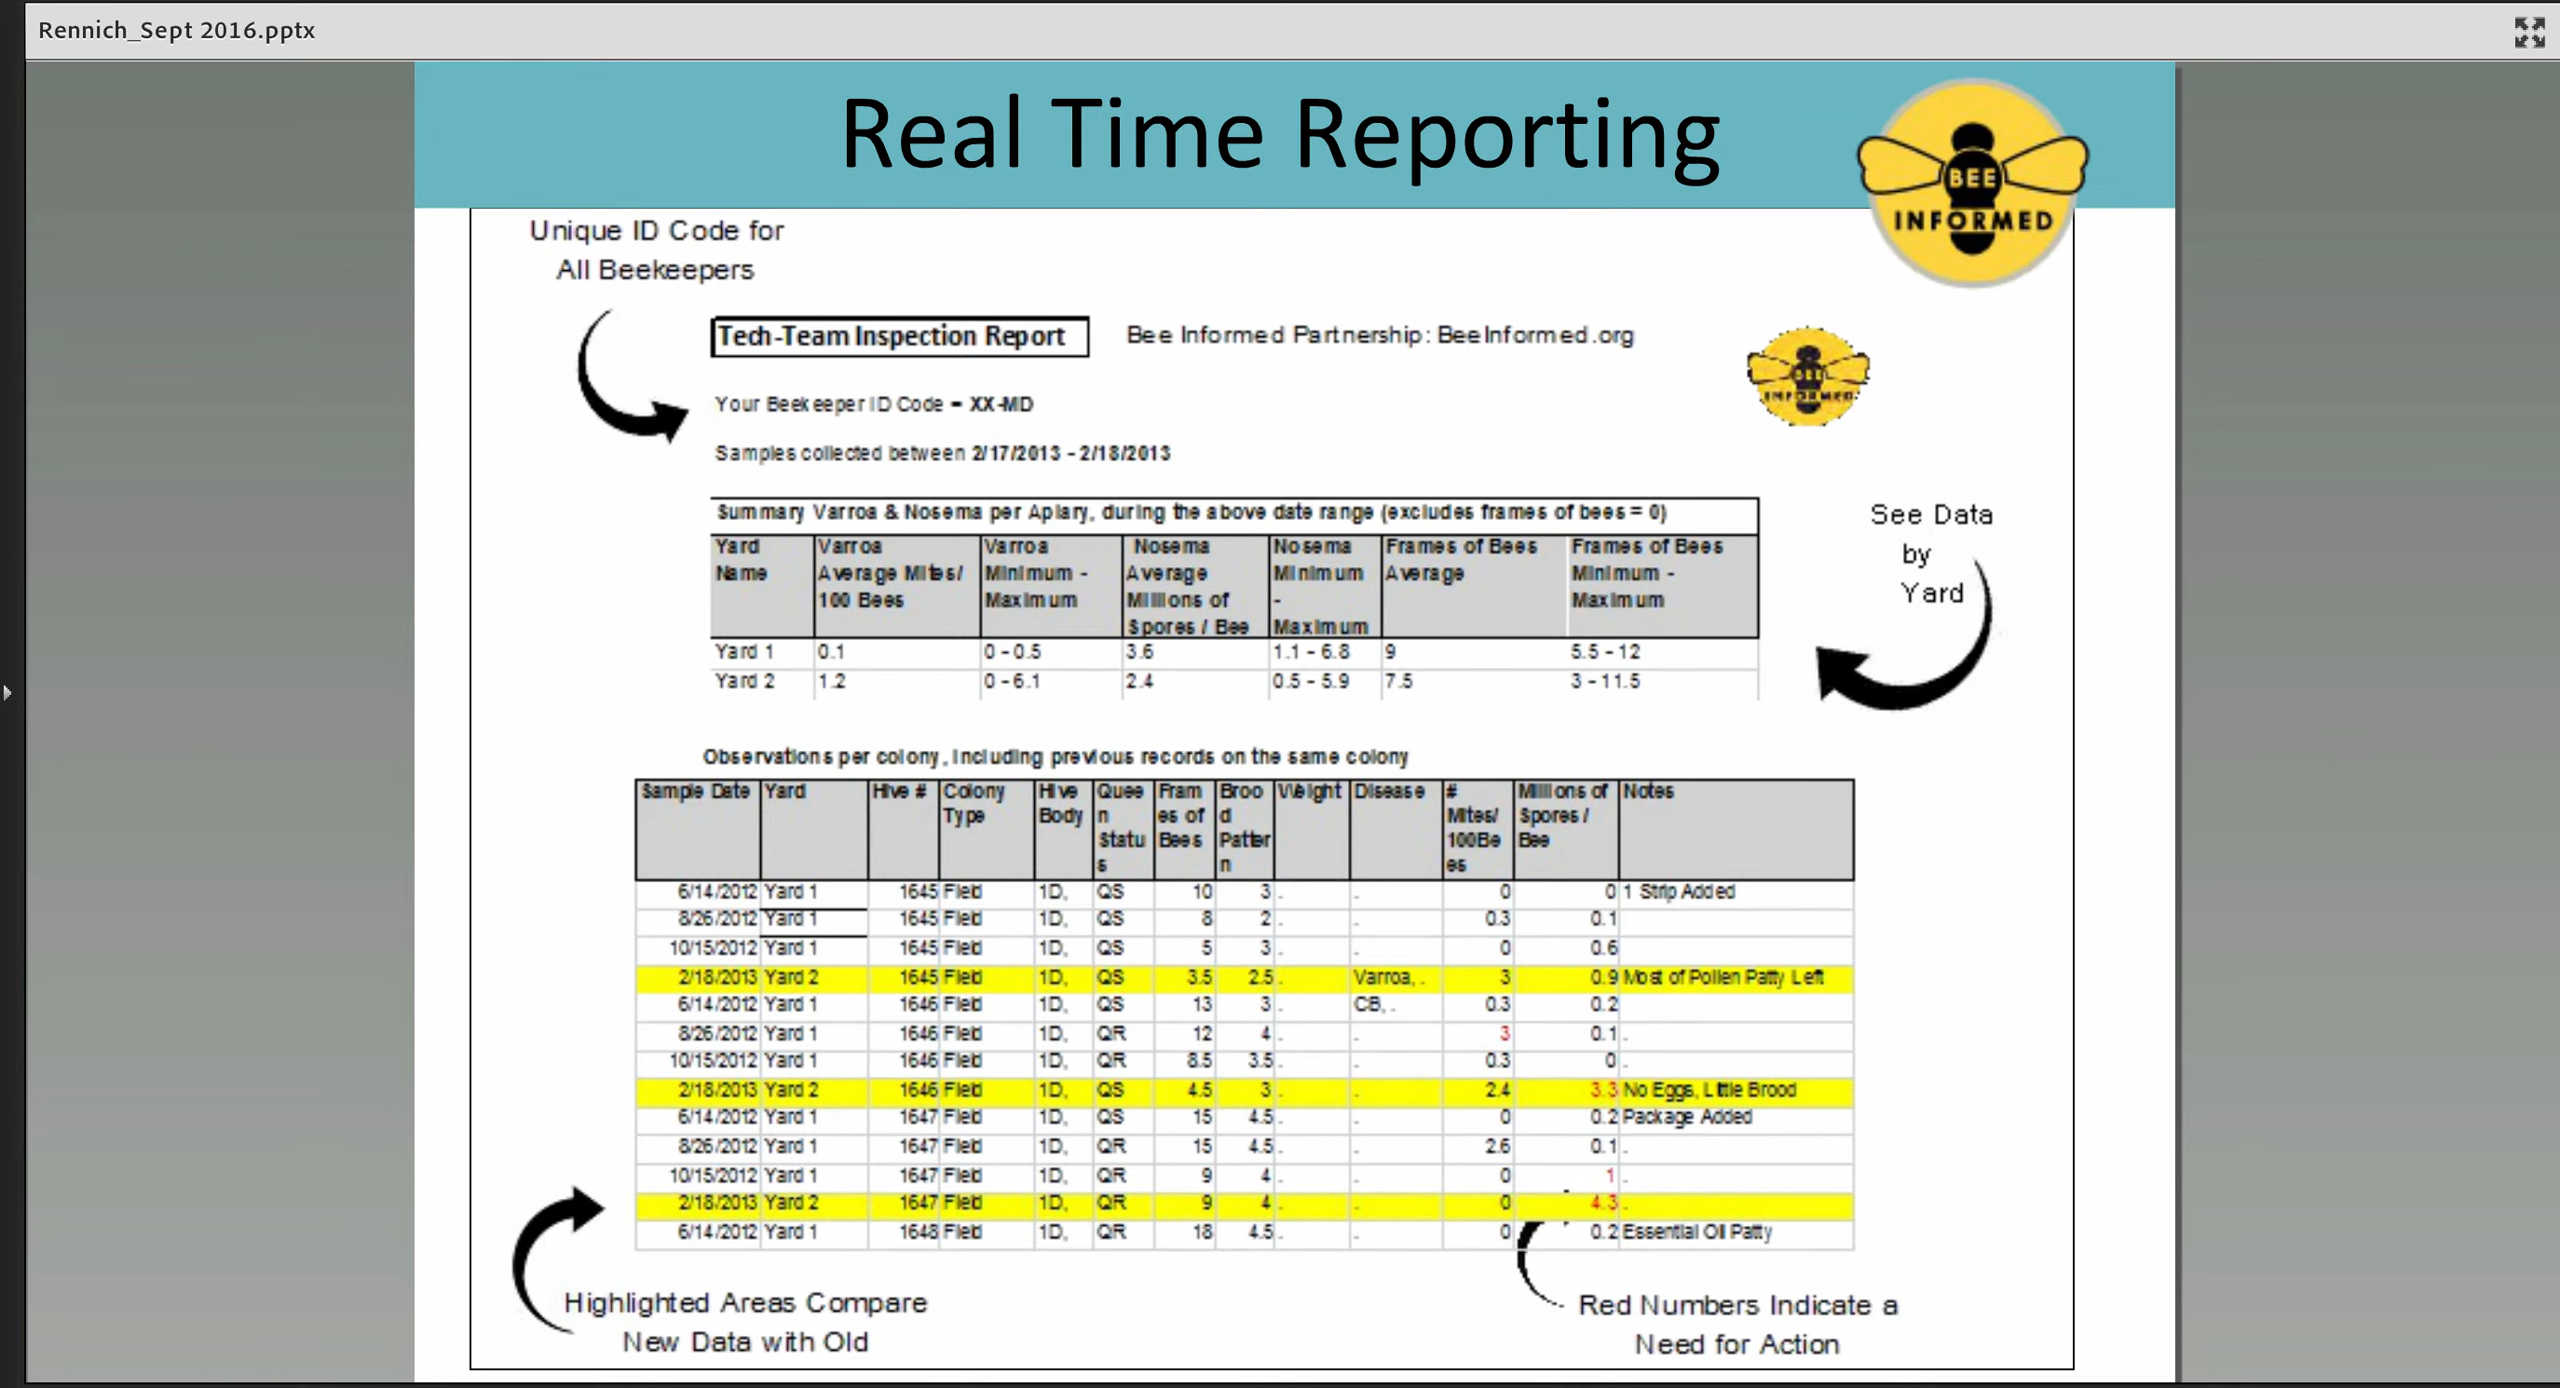 Rennich_Sept 2016.pptx
Real Time Reporting
BEE
INFORMED
Unique ID Code for
All Beekeepers
Tech-Team Inspection Report
Bee Informed Partnership: BeeInformed.org
BEE
INFORMED
Your Beekeeper ID Code = XX-MD
Samples collected between 2/17/2013 - 2/18/2013
Summary Varroa & Nosema per Apiary, during the above date range (excludes frames of bees = 0)
See Data
by
Yard
Yard Name | Varroa Average Mites/ 100 Bees | Varroa Minimum - Maximum | Nosema Average Millions of Spores / Bee | Nosema Minimum - Maximum | Frames of Bees Average | Frames of Bees Minimum - Maximum
Yard 1 0.1 0 - 0.5 3.6 1.1 - 6.8 9 5.5 - 12
Yard 2 1.2 0 - 6.1 2.4 0.5 - 5.9 7.5 3 - 11.5
Observations per colony, including previous records on the same colony
Sample Date | Yard | Hive # | Colony Type | Hive Body | Queen Status | Frames of Bees | Brood Pattern | Weight | Disease | # Mites/ 100Bees | Millions of Spores / Bee | Notes
6/14/2012 Yard 1 1645 Field 1D, QS 10 3 . . 0 0 1 Strip Added
8/26/2012 Yard 1 1645 Field 1D, QS 8 2 . . 0.3 0.1
10/15/2012 Yard 1 1645 Field 1D, QS 5 3 . . 0 0.6
2/18/2013 Yard 2 1645 Field 1D, QS 3.5 2.5 . Varroa, . 3 0.9 Most of Pollen Patty Left
6/14/2012 Yard 1 1646 Field 1D, QS 13 3 . CB, . 0.3 0.2
8/26/2012 Yard 1 1646 Field 1D, QR 12 4 . . 3 0.1 .
10/15/2012 Yard 1 1646 Field 1D, QR 8.5 3.5 . . 0.3 0 .
2/18/2013 Yard 2 1646 Field 1D, QS 4.5 3 . . 2.4 3.3 No Eggs, Little Brood
6/14/2012 Yard 1 1647 Field 1D, QS 15 4.5 . . 0 0.2 Package Added
8/26/2012 Yard 1 1647 Field 1D, QR 15 4.5 . . 2.6 0.1 .
10/15/2012 Yard 1 1647 Field 1D, QR 9 4 . . 0 1 .
2/18/2013 Yard 2 1647 Field 1D, QR 9 4 . . 0 4.3 .
6/14/2012 Yard 1 1648 Field 1D, QR 18 4.5 . . 0 0.2 Essential Oil Patty
Highlighted Areas Compare
New Data with Old
Red Numbers Indicate a
Need for Action